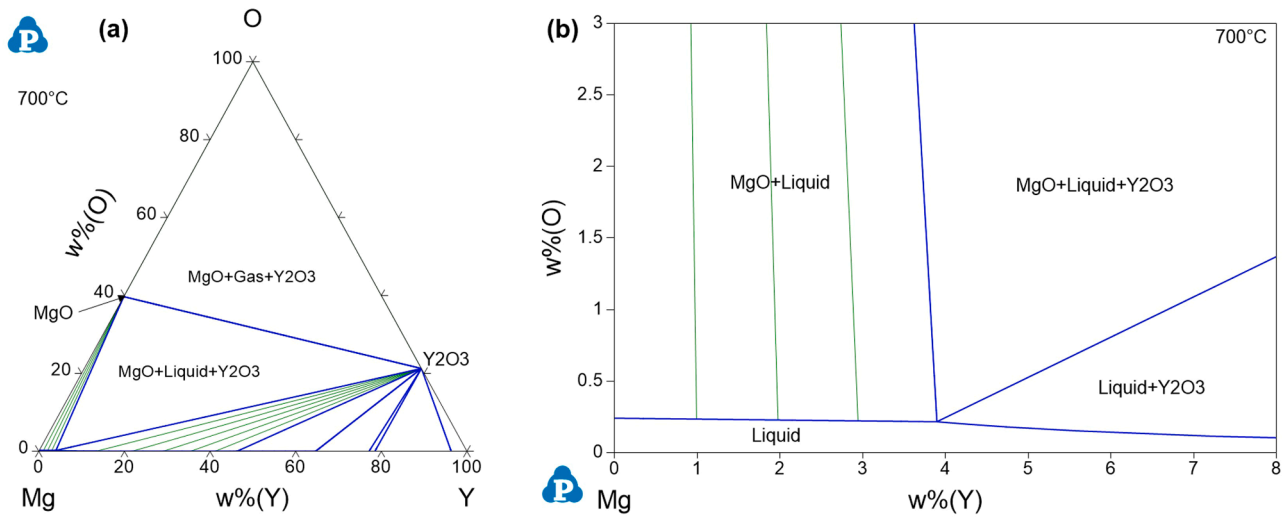 (a)
O
P
700°C
100
80
60
40
20
0
w%(O)
MgO+Gas+Y2O3
MgO
MgO+Liquid+Y2O3
Y2O3
0
20
40
60
80
100
Mg
w%(Y)
Y
(b)
700°C
3
2.5
2
1.5
1
0.5
0
w%(O)
MgO+Liquid
MgO+Liquid+Y2O3
Liquid+Y2O3
Liquid
0
1
2
3
4
5
6
7
8
P
Mg
w%(Y)